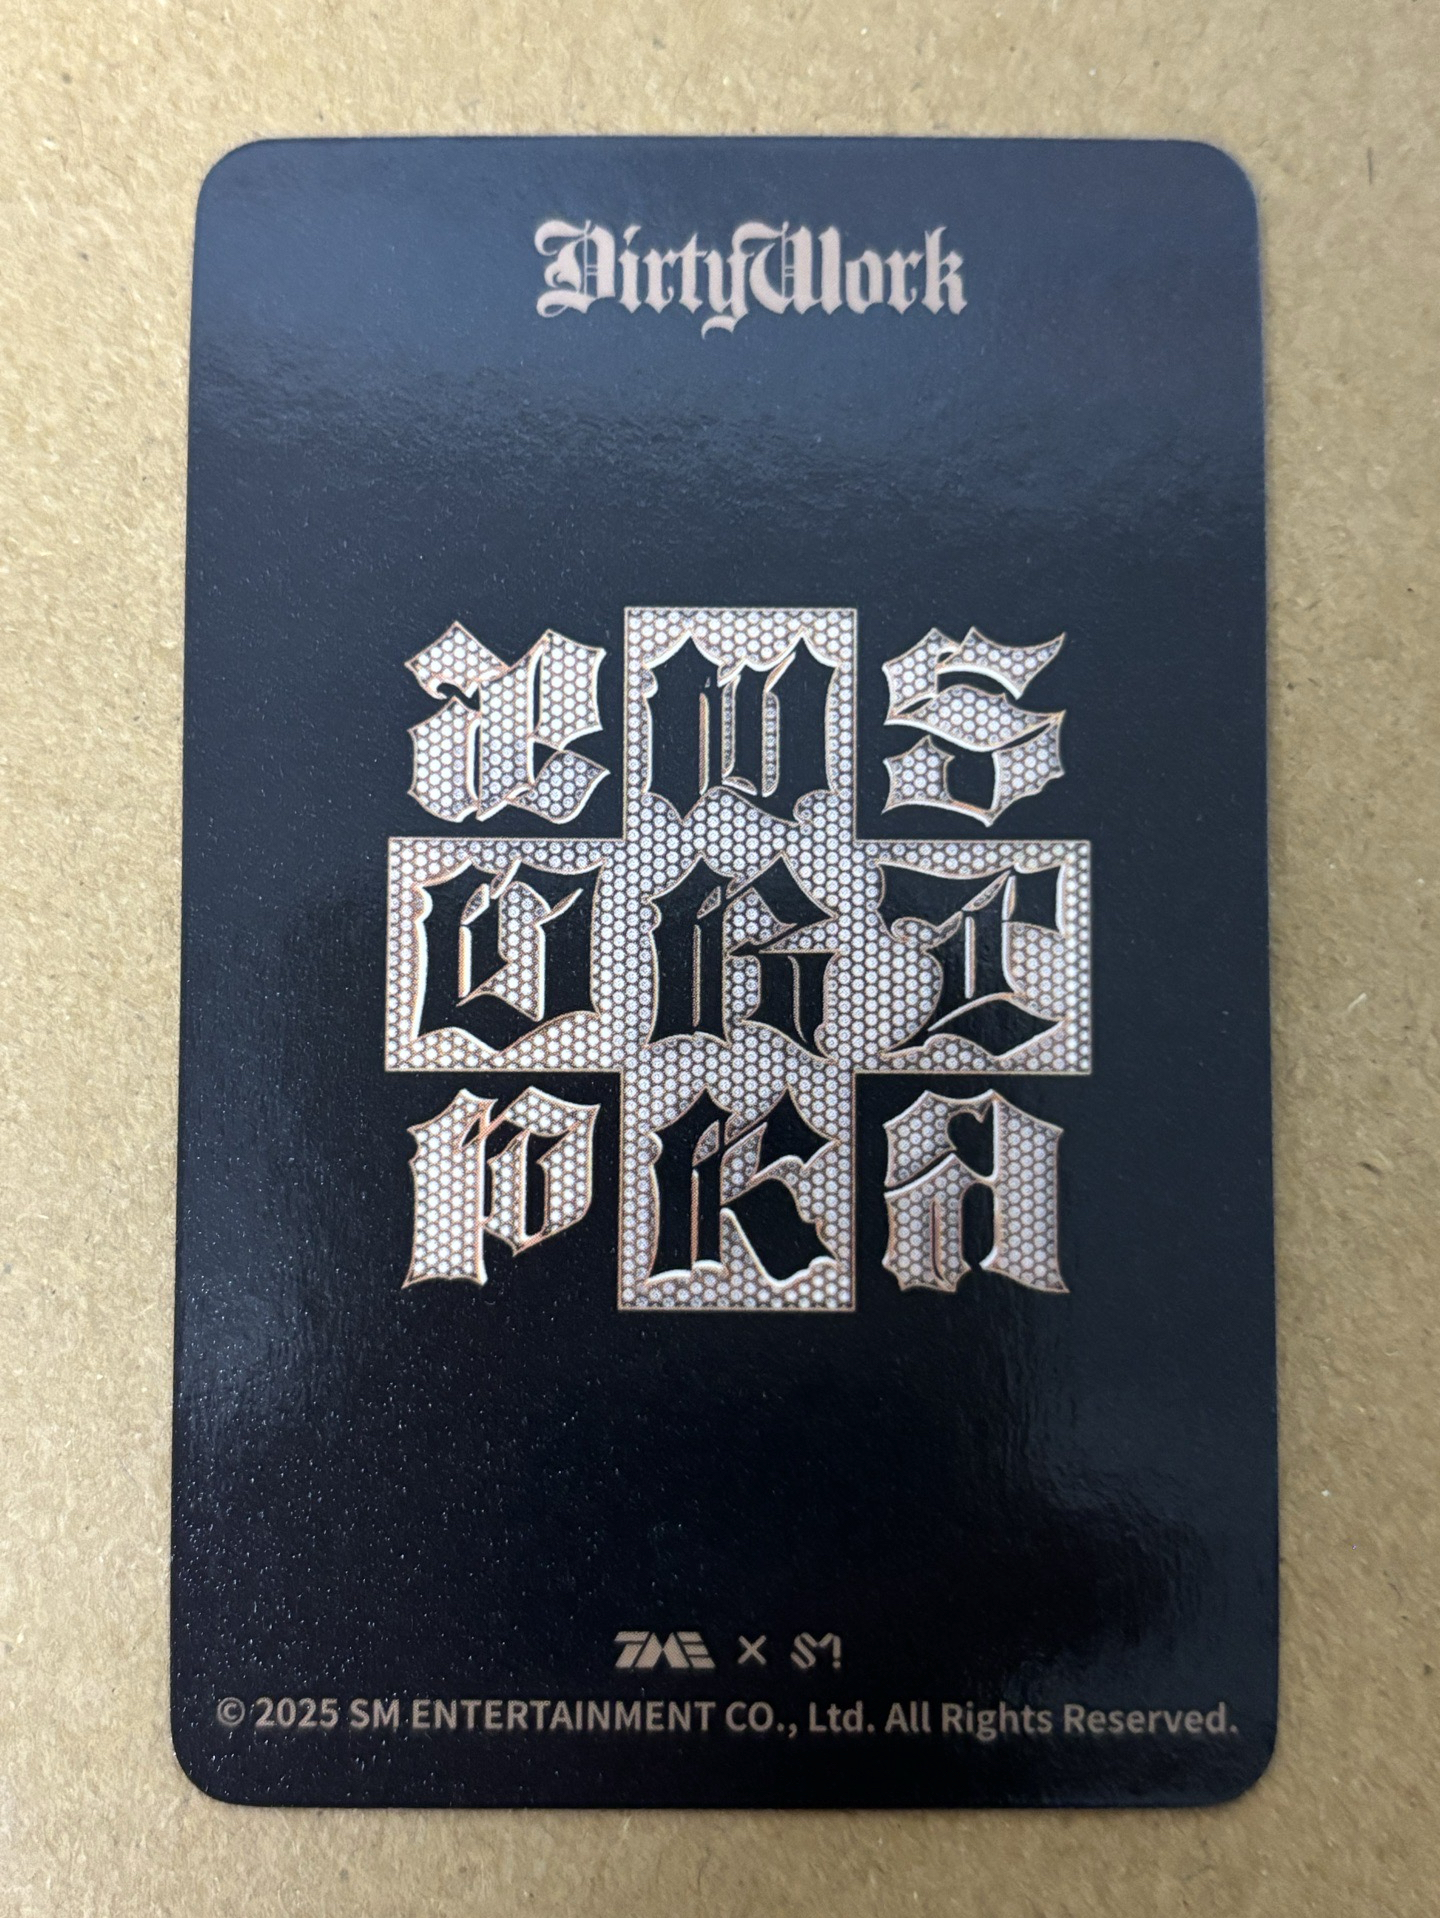 DirtyWork
æ W S
O R
P K A
TME × SM
© 2025 SM ENTERTAINMENT CO., Ltd. All Rights Reserved.